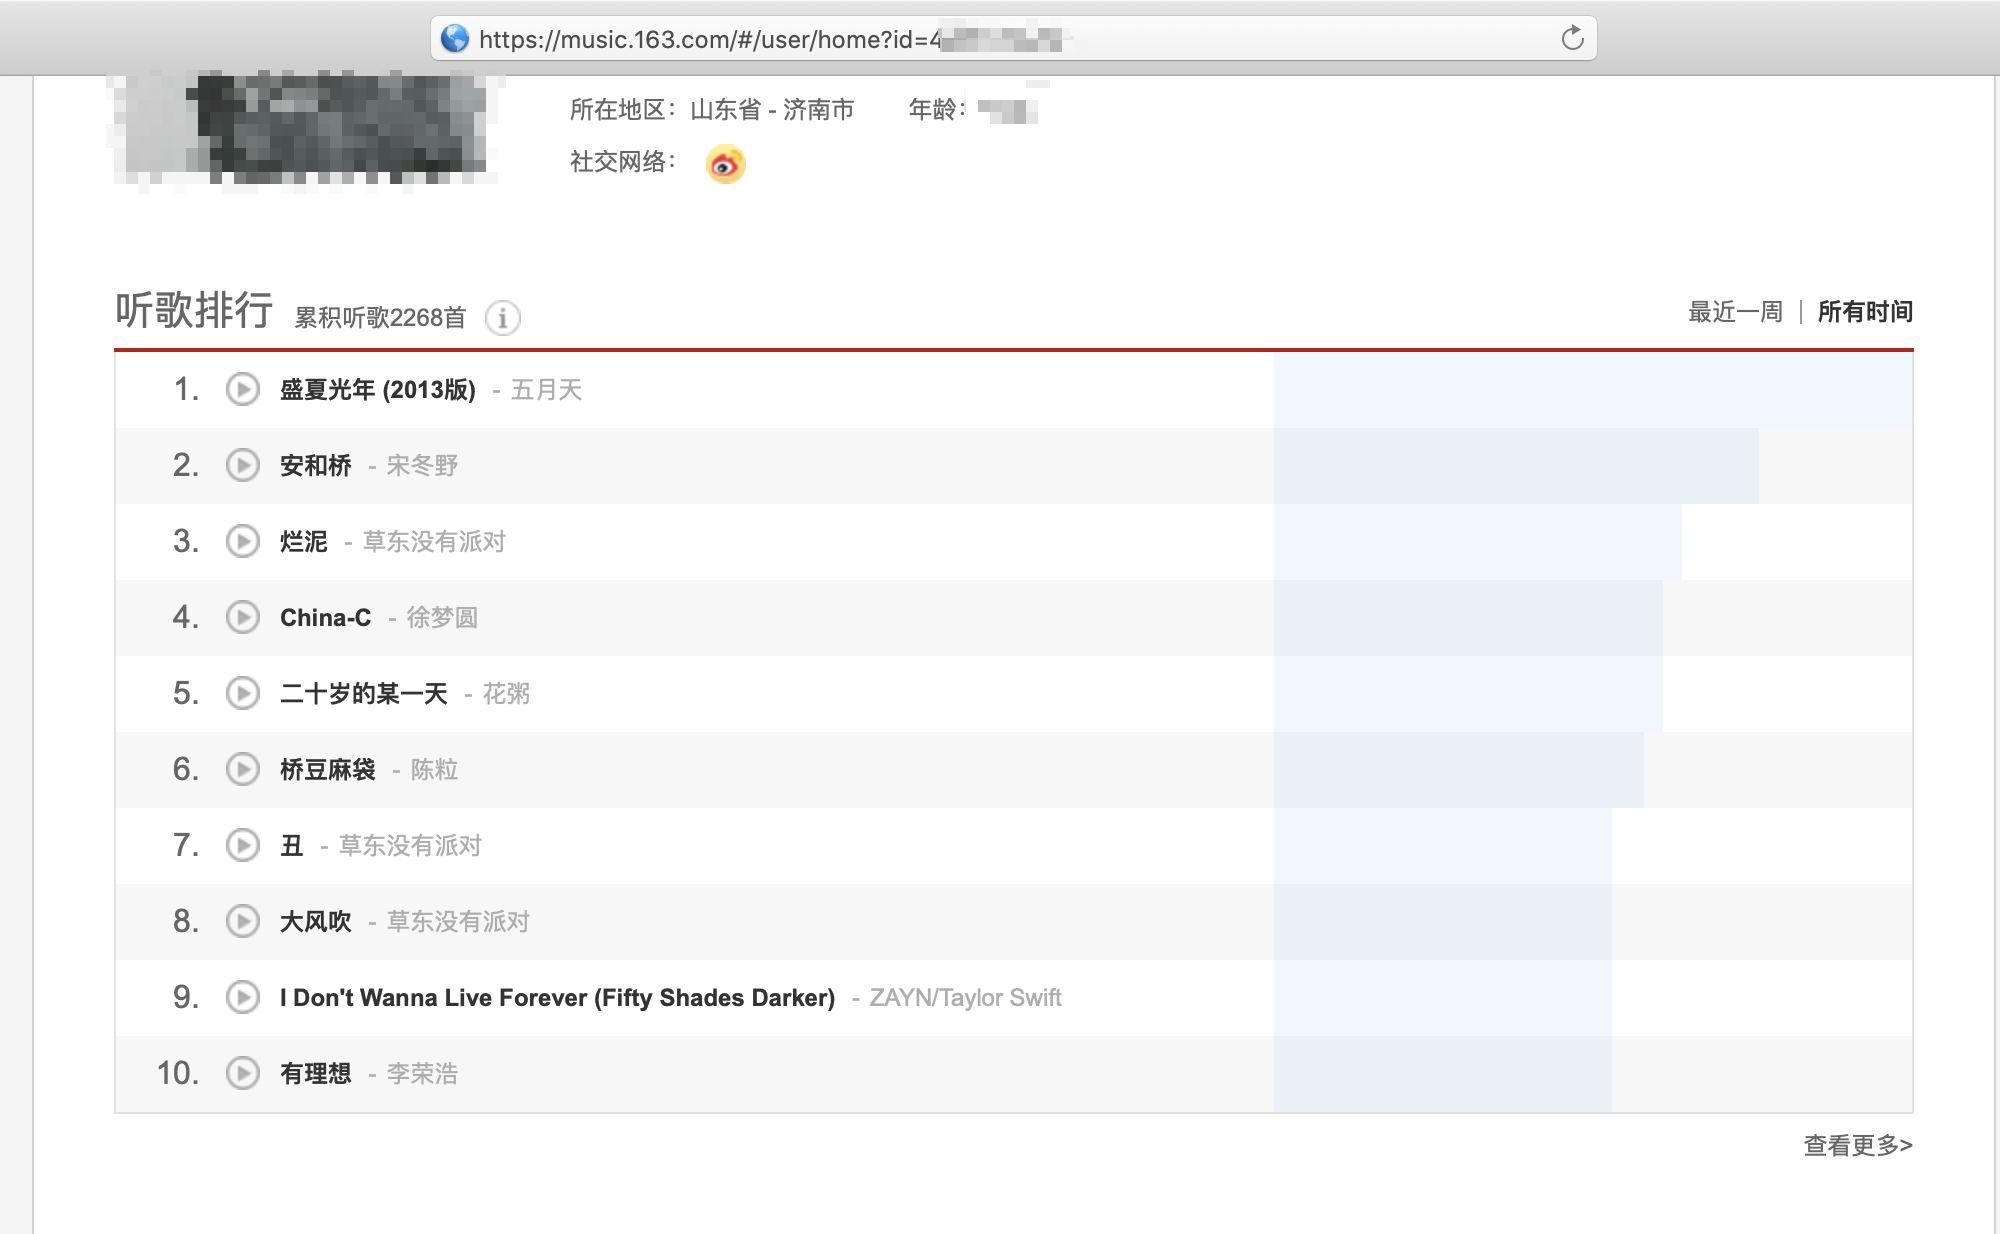 https://music.163.com/#/user/home?id=4
所在地区：山东省 - 济南市 年龄：
社交网络：
听歌排行 累积听歌2268首 最近一周 | 所有时间
1. 盛夏光年 (2013版) - 五月天
2. 安和桥 - 宋冬野
3. 烂泥 - 草东没有派对
4. China-C - 徐梦圆
5. 二十岁的某一天 - 花粥
6. 桥豆麻袋 - 陈粒
7. 丑 - 草东没有派对
8. 大风吹 - 草东没有派对
9. I Don't Wanna Live Forever (Fifty Shades Darker) - ZAYN/Taylor Swift
10. 有理想 - 李荣浩
查看更多>